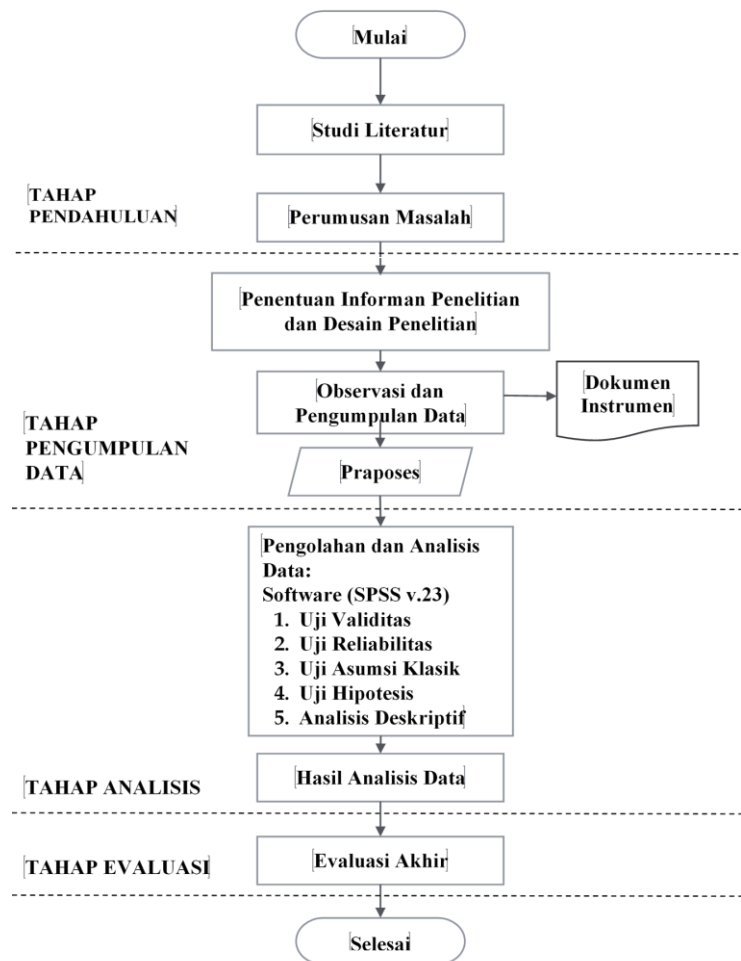 Mulai
Studi Literatur
TAHAP
PENDAHULUAN
Perumusan Masalah
Penentuan Informan Penelitian
dan Desain Penelitian
Observasi dan
Pengumpulan Data
Dokumen
Instrumen
TAHAP
PENGUMPULAN
DATA
Praposes
Pengolahan dan Analisis
Data:
Software (SPSS v.23)
1. Uji Validitas
2. Uji Reliabilitas
3. Uji Asumsi Klasik
4. Uji Hipotesis
5. Analisis Deskriptif
TAHAP ANALISIS
Hasil Analisis Data
TAHAP EVALUASI
Evaluasi Akhir
Selesai